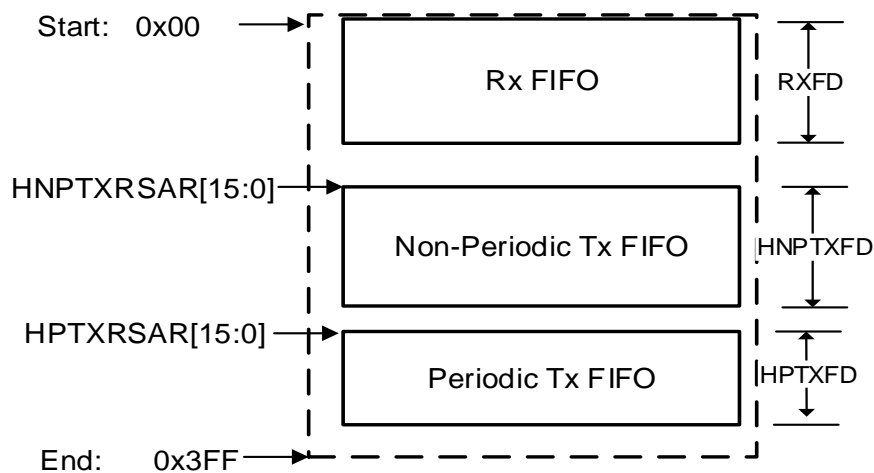 Start: 0x00
Rx FIFO
RXFD
HNPTXRSAR[15:0]
Non-Periodic Tx FIFO
HNPTXFD
HPTXRSAR[15:0]
Periodic Tx FIFO
HPTXFD
End: 0x3FF